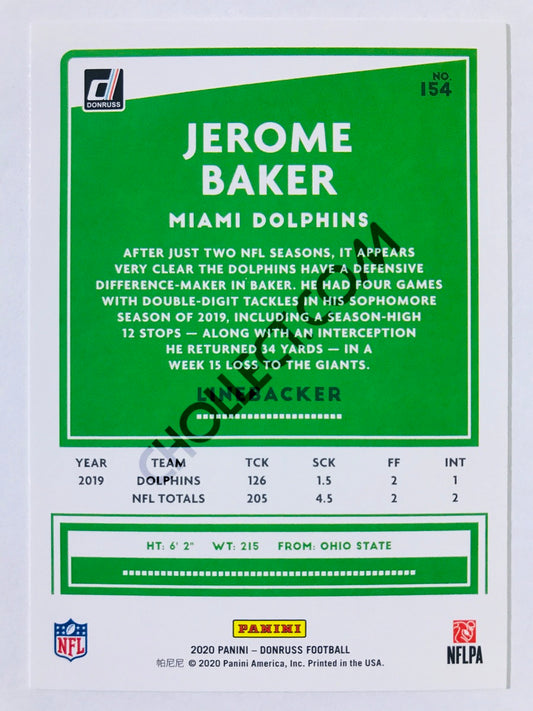 DONRUSS
NO.
154
JEROME
BAKER
MIAMI DOLPHINS
AFTER JUST TWO NFL SEASONS, IT APPEARS
VERY CLEAR THE DOLPHINS HAVE A DEFENSIVE
DIFFERENCE-MAKER IN BAKER. HE HAD FOUR GAMES
WITH DOUBLE-DIGIT TACKLES IN HIS SOPHOMORE
SEASON OF 2019, INCLUDING A SEASON-HIGH
12 STOPS — ALONG WITH AN INTERCEPTION
HE RETURNED 34 YARDS — IN A
WEEK 15 LOSS TO THE GIANTS.
LINEBACKER
CHOLLECT.COM
YEAR TEAM TCK SCK FF INT
2019 DOLPHINS 126 1.5 2 1
NFL TOTALS 205 4.5 2 2
HT: 6' 2" WT: 215 FROM: OHIO STATE
NFL
PANINI
NFLPA
2020 PANINI – DONRUSS FOOTBALL
帕尼尼 © 2020 Panini America, Inc. Printed in the USA.